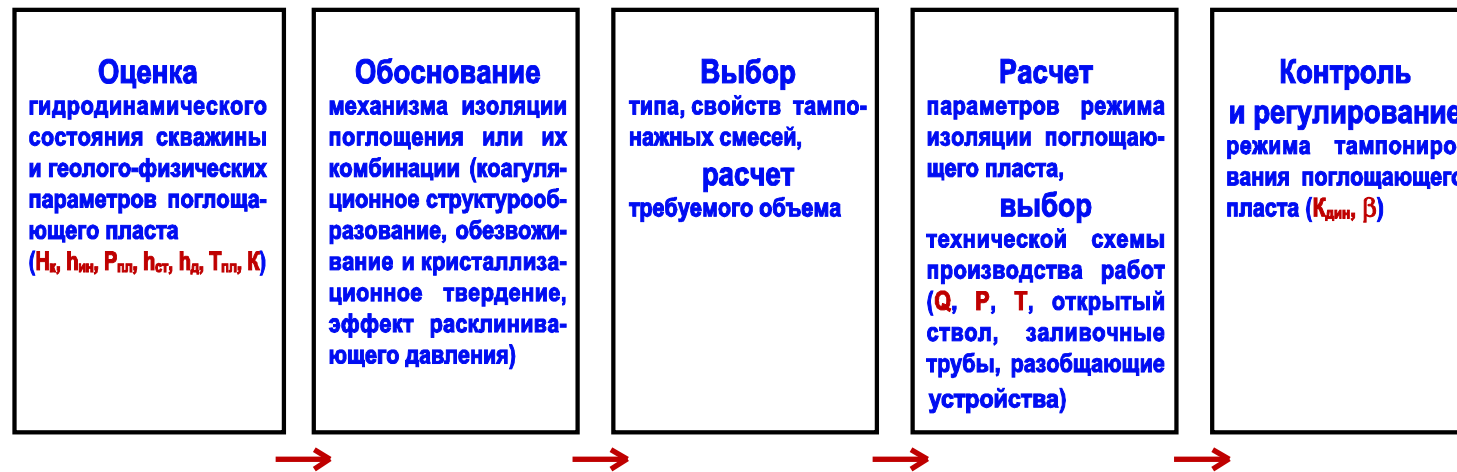 Оценка
гидродинамического
состояния скважины
и геолого-физических
параметров поглоща-
ющего пласта
(Hк, hин, Pпл, hст, hд, Tпл, К)
Обоснование
механизма изоляции
поглощения или их
комбинации (коагуля-
ционное структурооб-
разование, обезвожи-
вание и кристаллиза-
ционное твердение,
эффект расклинива-
ющего давления)
Выбор
типа, свойств тампо-
нажных смесей,
расчет
требуемого объема
Расчет
параметров режима
изоляции поглощаю-
щего пласта,
выбор
технической схемы
производства работ
(Q, P, T, открытый
ствол, заливочные
трубы, разобщающие
устройства)
Контроль
и регулирование
режима тампониро-
вания поглощающего
пласта (Kдин, β)